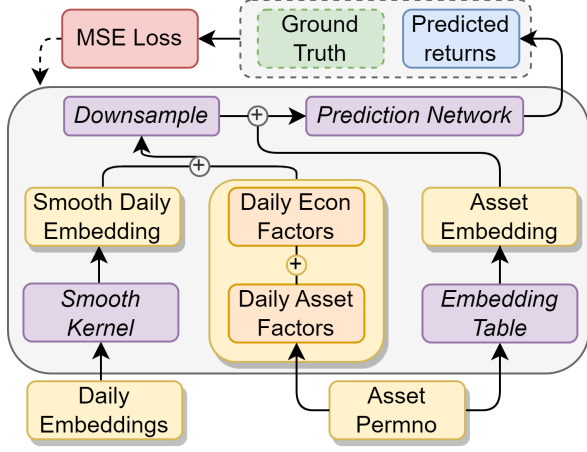 MSE Loss
Ground
Truth
Predicted
returns
Downsample
+
Prediction Network
+
Smooth Daily
Embedding
Daily Econ
Factors
Asset
Embedding
+
Smooth
Kernel
Daily Asset
Factors
Embedding
Table
Daily
Embeddings
Asset
Permno